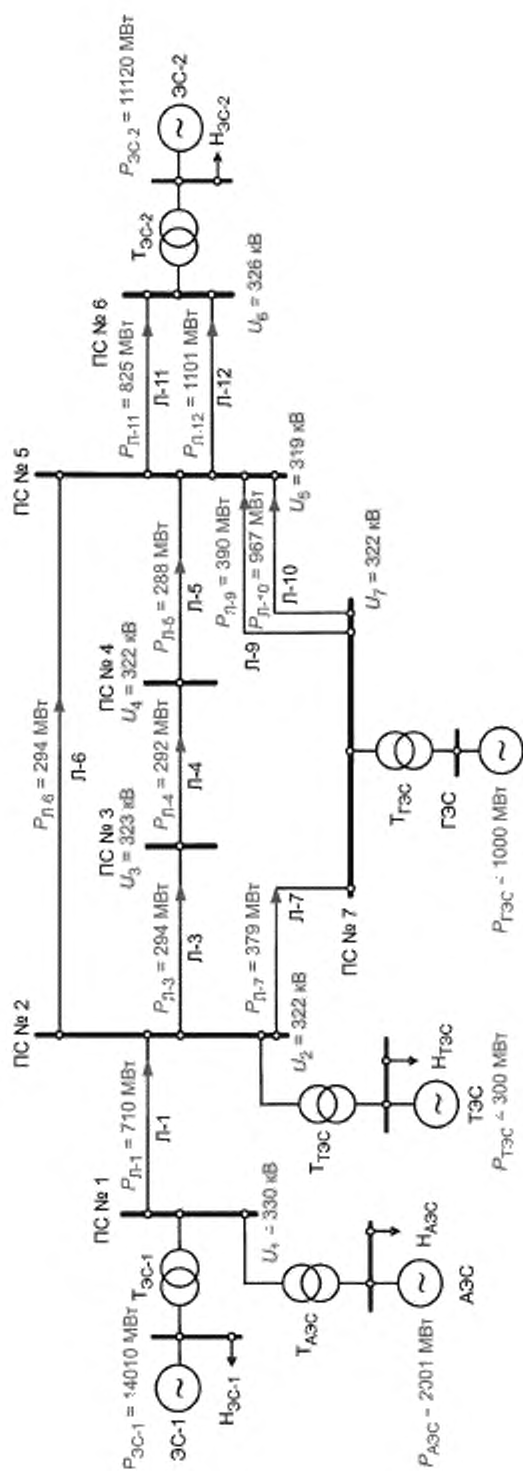 P_ЭС-1 = 14010 МВт
ЭС-1
Н_ЭС-1
Т_ЭС-1
ПС № 1
U_1 = 330 кВ
Т_АЭС
Н_АЭС
АЭС
P_АЭС = 2001 МВт
P_Л-1 = 710 МВт
Л-1
ПС № 2
U_2 = 322 кВ
Т_ТЭС
Н_ТЭС
ТЭС
P_ТЭС = 300 МВт
P_Л-6 = 294 МВт
Л-6
P_Л-3 = 294 МВт
Л-3
P_Л-7 = 379 МВт
Л-7
ПС № 3
U_3 = 323 кВ
P_Л-4 = 292 МВт
Л-4
ПС № 4
U_4 = 322 кВ
P_Л-5 = 288 МВт
Л-5
ПС № 7
Т_ГЭС
ГЭС
P_ГЭС = 1000 МВт
U_7 = 322 кВ
P_Л-9 = 390 МВт
Л-9
P_Л-10 = 967 МВт
Л-10
ПС № 5
U_5 = 319 кВ
P_Л-11 = 825 МВт
Л-11
P_Л-12 = 1101 МВт
Л-12
ПС № 6
U_6 = 326 кВ
Т_ЭС-2
P_ЭС-2 = 11120 МВт
ЭС-2
Н_ЭС-2